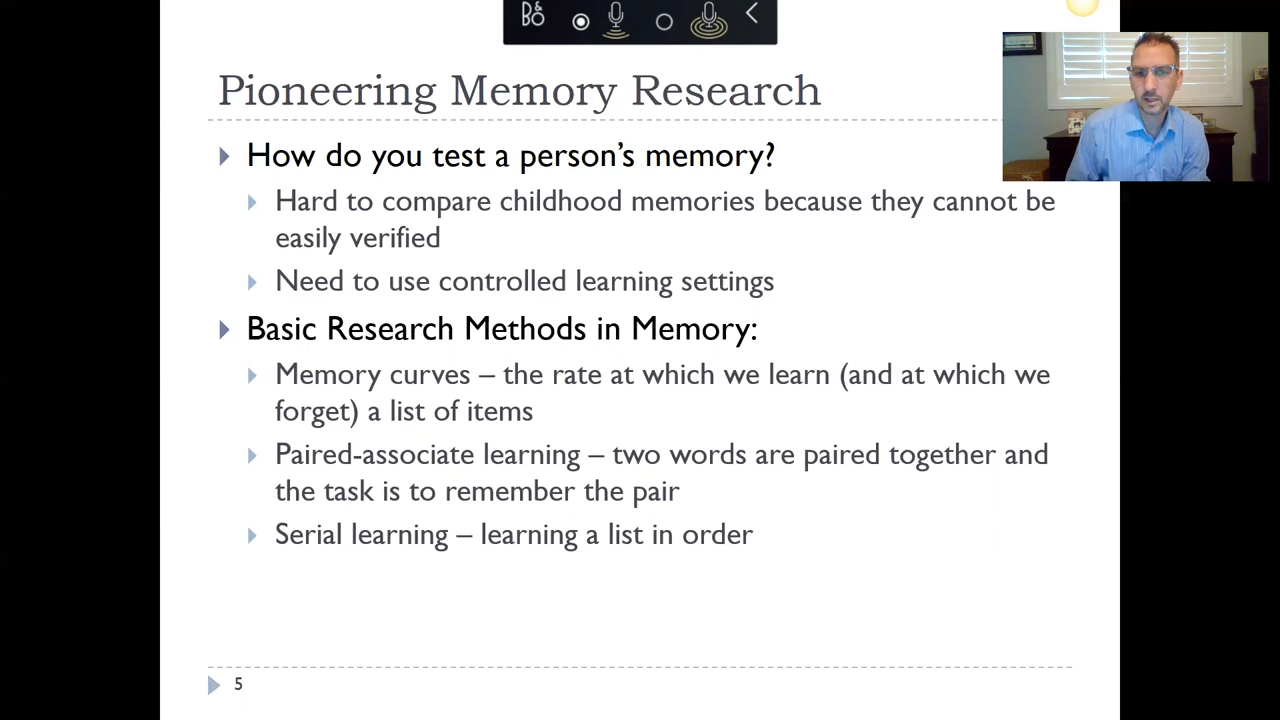 B&O
Pioneering Memory Research
How do you test a person's memory?
Hard to compare childhood memories because they cannot be
easily verified
Need to use controlled learning settings
Basic Research Methods in Memory:
Memory curves – the rate at which we learn (and at which we
forget) a list of items
Paired-associate learning – two words are paired together and
the task is to remember the pair
Serial learning – learning a list in order
5